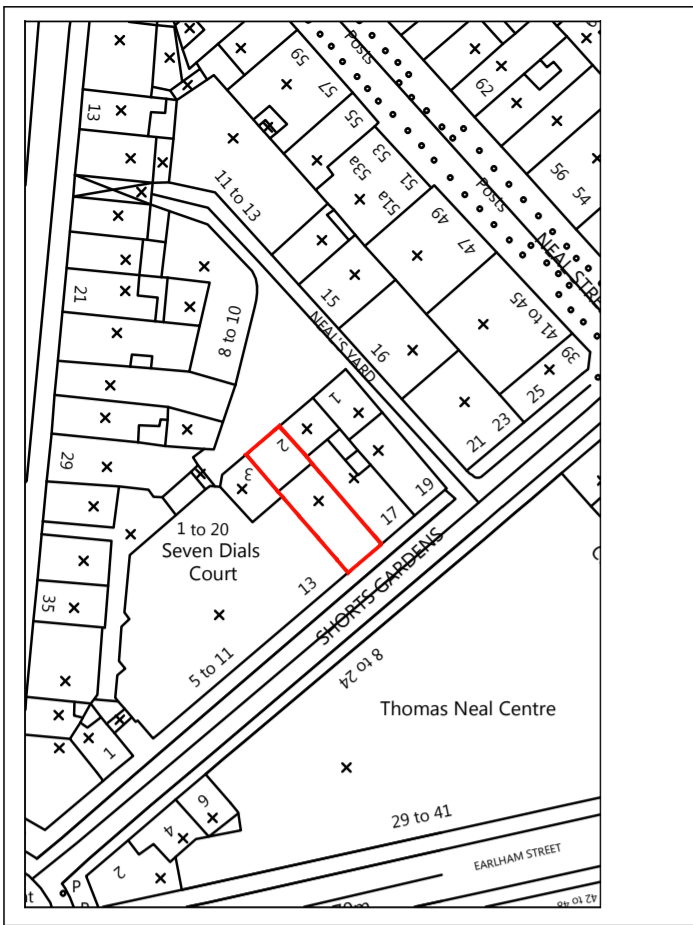 Posts
59
57
55
53
53a
51
51a
49
47
41 to 45
39
62
56
54
Posts
NEAL STRE
13
11 to 13
21
8 to 10
15
NEAL'S YARD
16
25
23
21
29
1
2
3
19
17
1 to 20
Seven Dials
Court
13
SHORTS GARDENS
35
5 to 11
8 to 24
Thomas Neal Centre
1
6
4
2
29 to 41
EARLHAM STREET
42 to 48
P